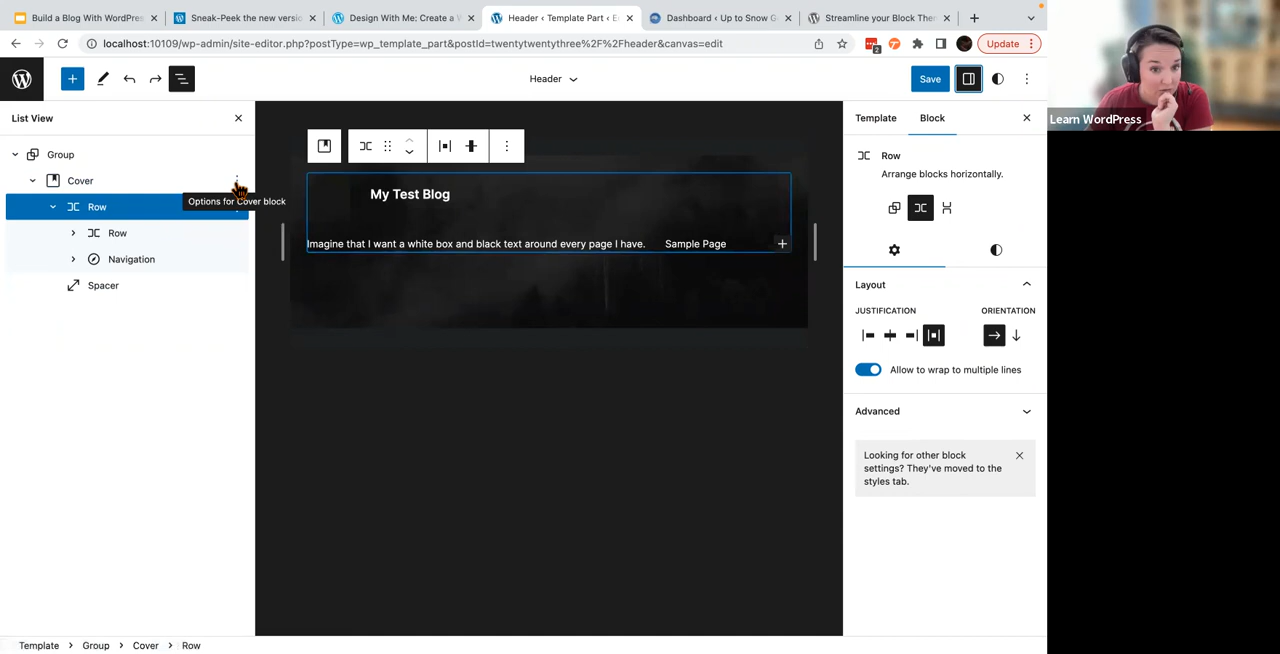 Build a Blog With WordPres
Sneak-Peek the new versio
Design With Me: Create a W
Header ‹ Template Part ‹ E
Dashboard ‹ Up to Snow G
Streamline your Block Ther
localhost:10109/wp-admin/site-editor.php?postType=wp_template_part&postId=twentytwentythree%2F%2Fheader&canvas=edit
2
Update
Header
Save
List View
Group
Cover
Options for Cover block
Row
Row
Navigation
Spacer
My Test Blog
Imagine that I want a white box and black text around every page I have.
Sample Page
Template
Block
Row
Arrange blocks horizontally.
Layout
JUSTIFICATION
ORIENTATION
Allow to wrap to multiple lines
Advanced
Looking for other block
settings? They've moved to the
styles tab.
Learn WordPress
Template > Group > Cover > Row